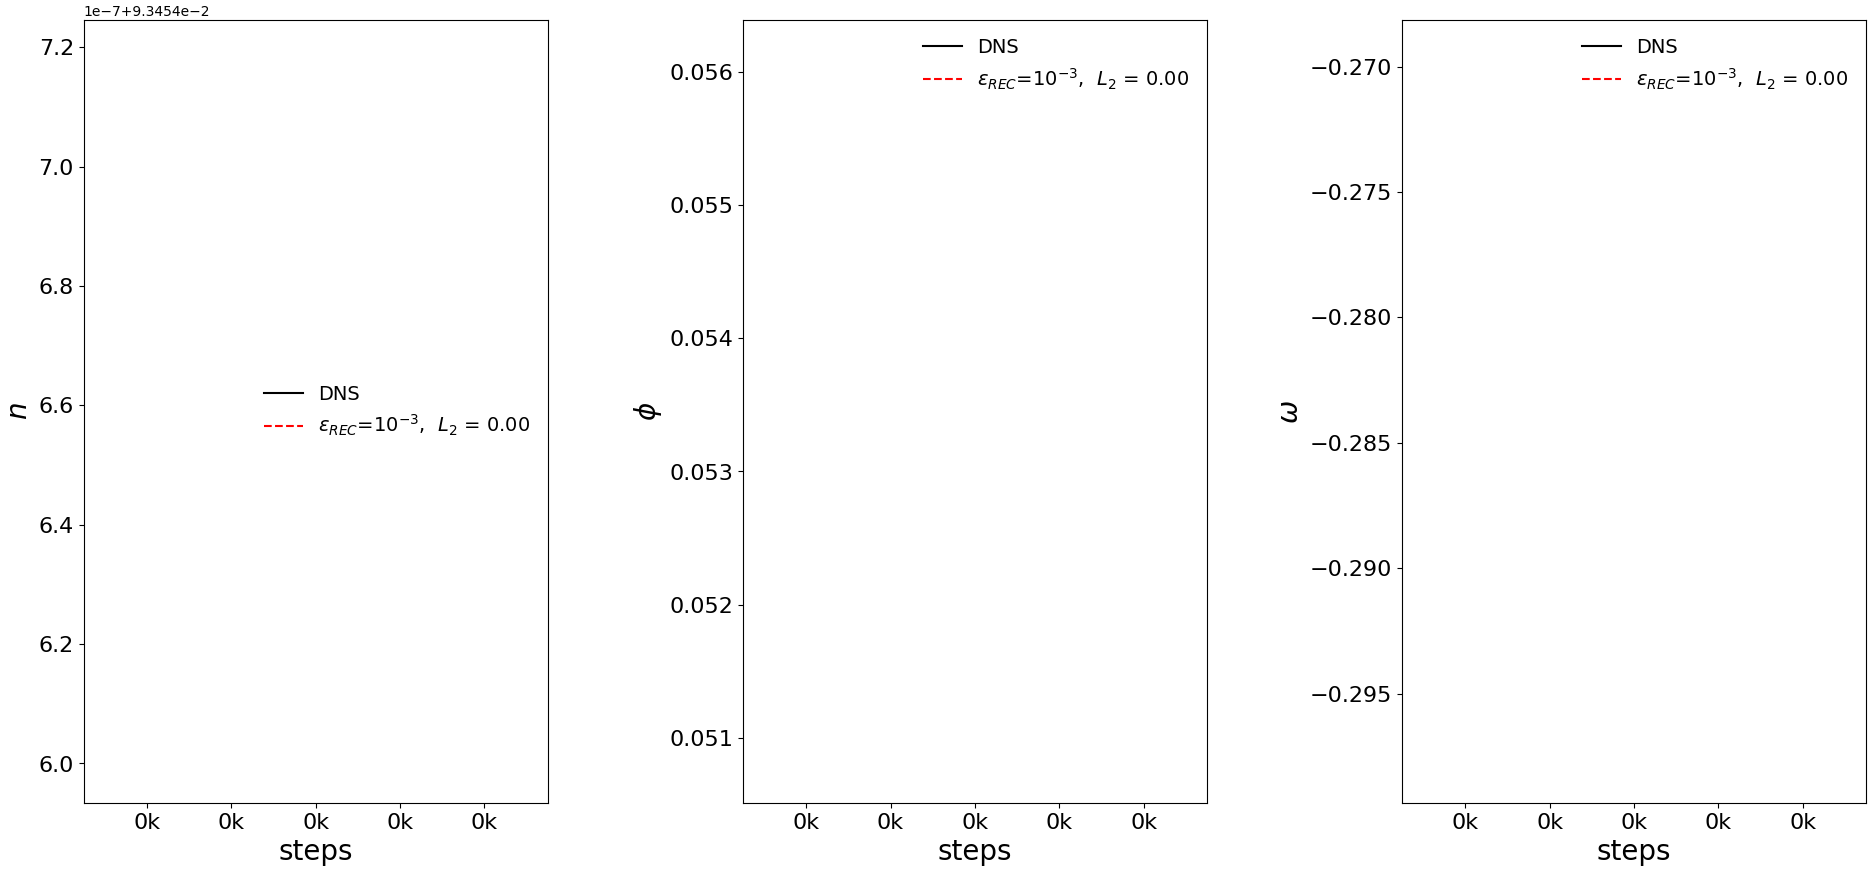 1e−7+9.3454e−2
7.2
7.0
6.8
6.6
6.4
6.2
6.0
n
DNS
ε_REC=10⁻³, L₂ = 0.00
0k 0k 0k 0k 0k
steps
0.056
0.055
0.054
0.053
0.052
0.051
ϕ
DNS
ε_REC=10⁻³, L₂ = 0.00
0k 0k 0k 0k 0k
steps
−0.270
−0.275
−0.280
−0.285
−0.290
−0.295
ω
DNS
ε_REC=10⁻³, L₂ = 0.00
0k 0k 0k 0k 0k
steps